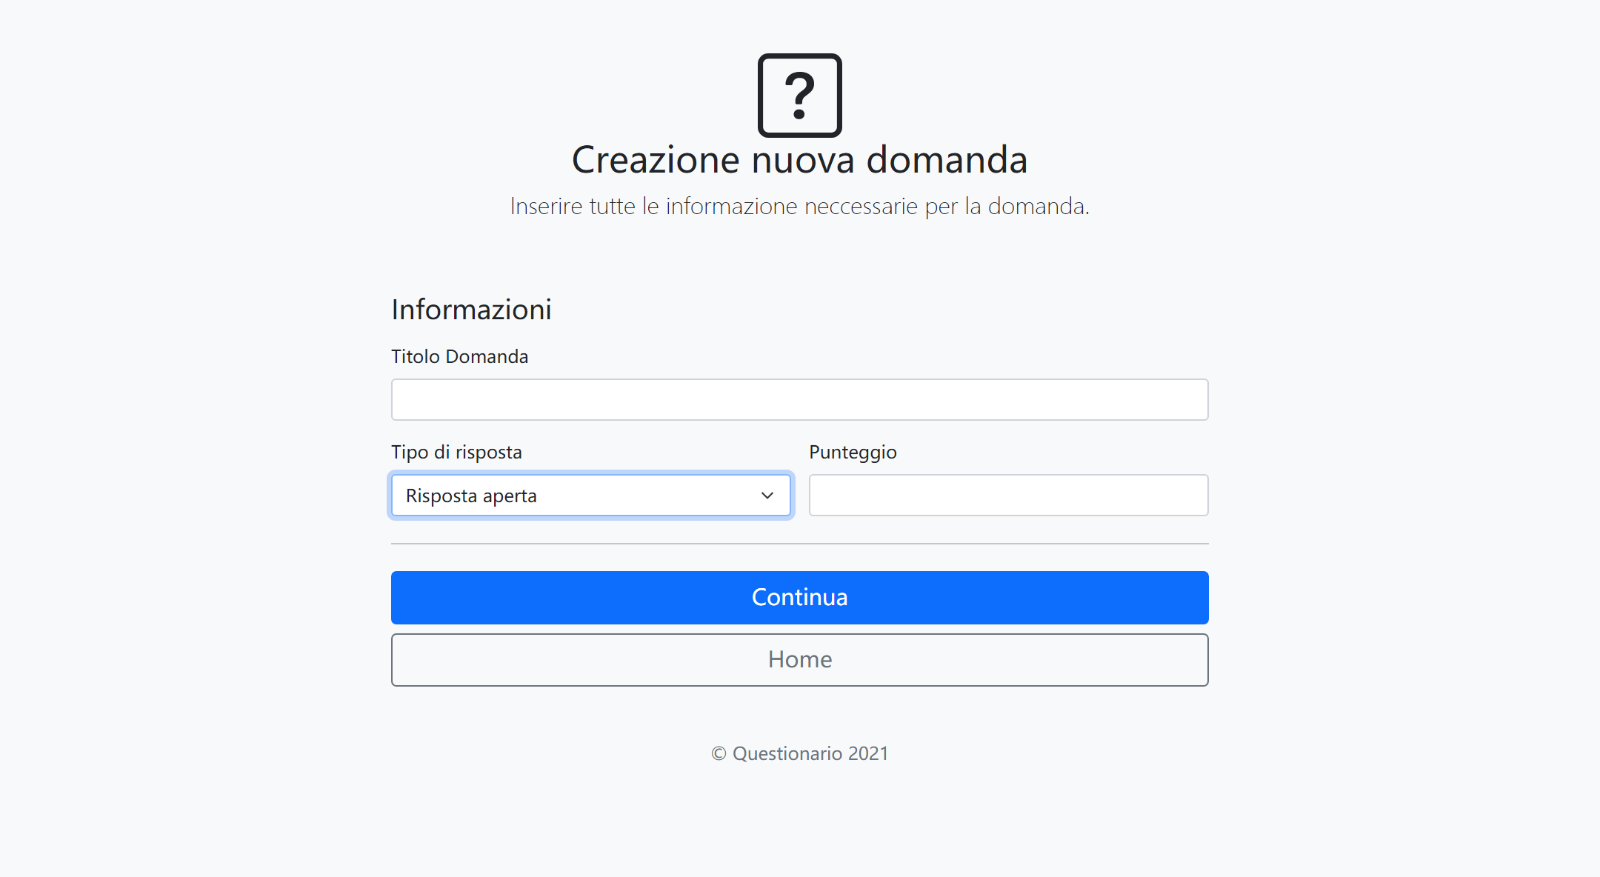 ?
Creazione nuova domanda
Inserire tutte le informazione neccessarie per la domanda.
Informazioni
Titolo Domanda
Tipo di risposta
Punteggio
Risposta aperta
Continua
Home
© Questionario 2021